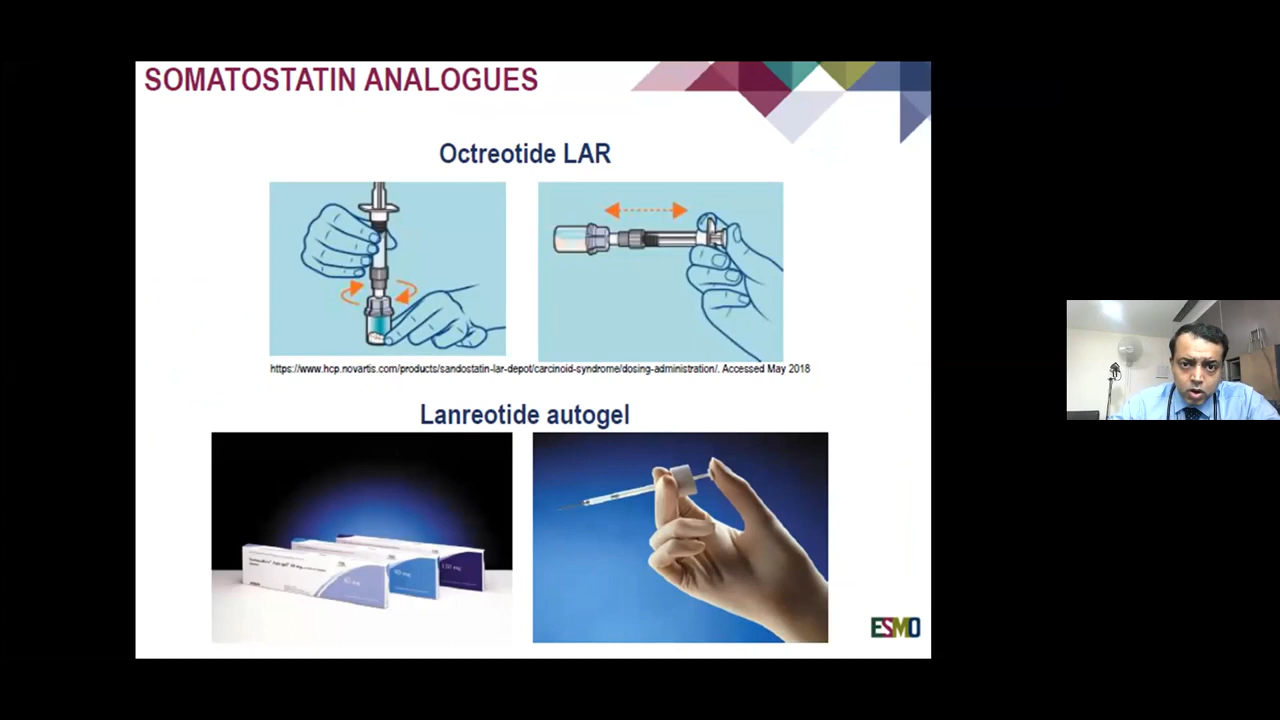 SOMATOSTATIN ANALOGUES
Octreotide LAR
https://www.hcp.novartis.com/products/sandostatin-lar-depot/carcinoid-syndrome/dosing-administration/. Accessed May 2018
Lanreotide autogel
ESMO